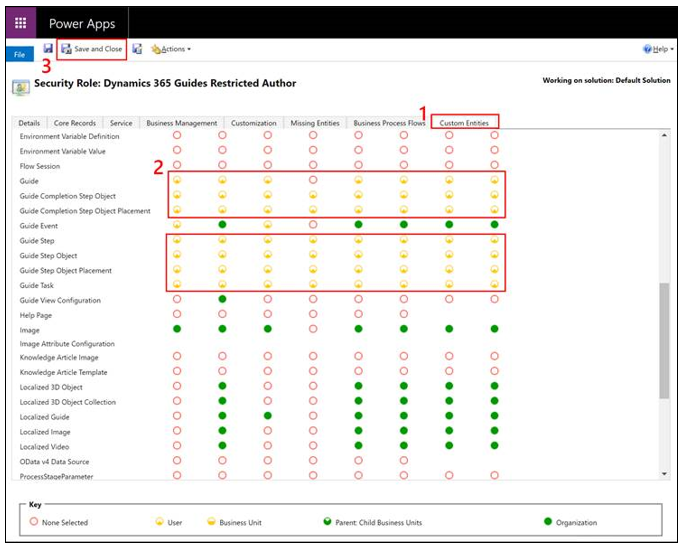 Power Apps
File Save and Close Actions Help
3
Security Role: Dynamics 365 Guides Restricted Author Working on solution: Default Solution
1
Details Core Records Service Business Management Customization Missing Entities Business Process Flows Custom Entities
Environment Variable Definition
Environment Variable Value
2
Flow Session
Guide
Guide Completion Step Object
Guide Completion Step Object Placement
Guide Event
Guide Step
Guide Step Object
Guide Step Object Placement
Guide Task
Guide View Configuration
Help Page
Image
Image Attribute Configuration
Knowledge Article Image
Knowledge Article Template
Localized 3D Object
Localized 3D Object Collection
Localized Guide
Localized Image
Localized Video
OData v4 Data Source
ProcessStageParameter
Key
None Selected User Business Unit Parent: Child Business Units Organization